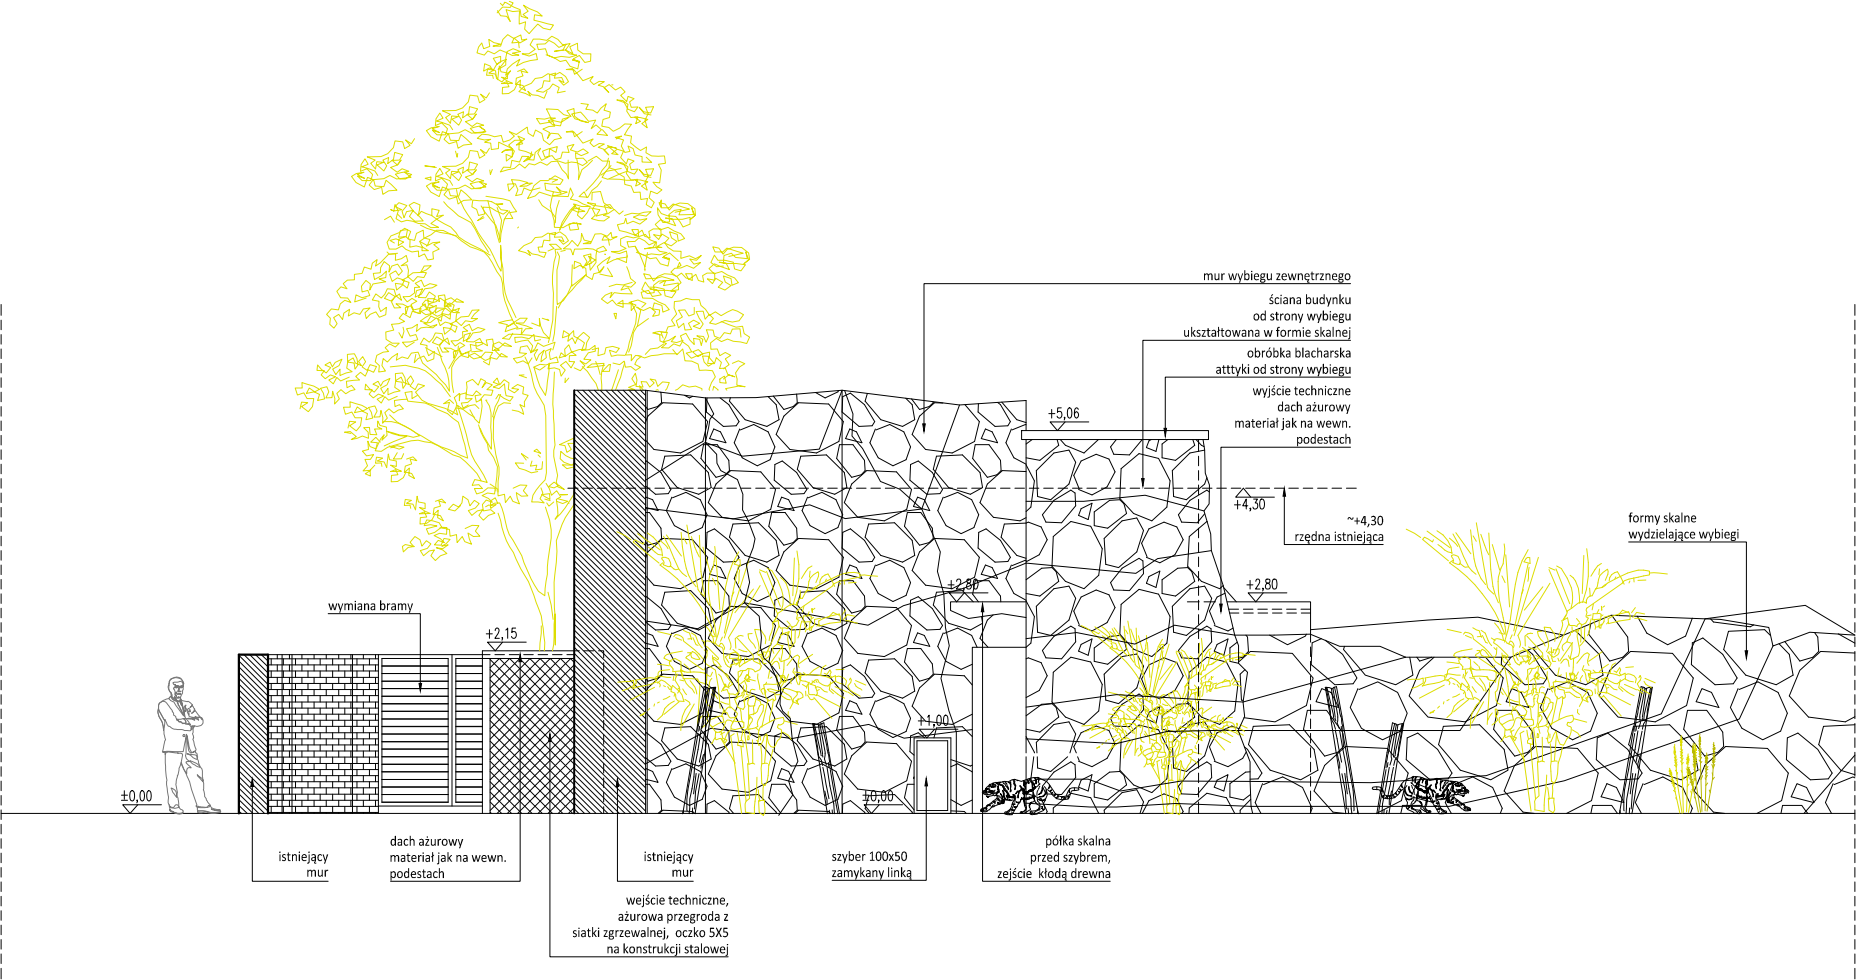 mur wybiegu zewnętrznego
ściana budynku
od strony wybiegu
ukształtowana w formie skalnej
obróbka blacharska
atttyki od strony wybiegu
wyjście techniczne
dach ażurowy
materiał jak na wewn.
podestach
+5,06
+4,30
~+4,30
rzędna istniejąca
formy skalne
wydzielające wybiegi
+2,80
+2,80
wymiana bramy
+2,15
+1,00
±0,00
±0,00
istniejący
mur
dach ażurowy
materiał jak na wewn.
podestach
istniejący
mur
szyber 100x50
zamykany linką
półka skalna
przed szybrem,
zejście kłodą drewna
wejście techniczne,
ażurowa przegroda z
siatki zgrzewalnej, oczko 5X5
na konstrukcji stalowej